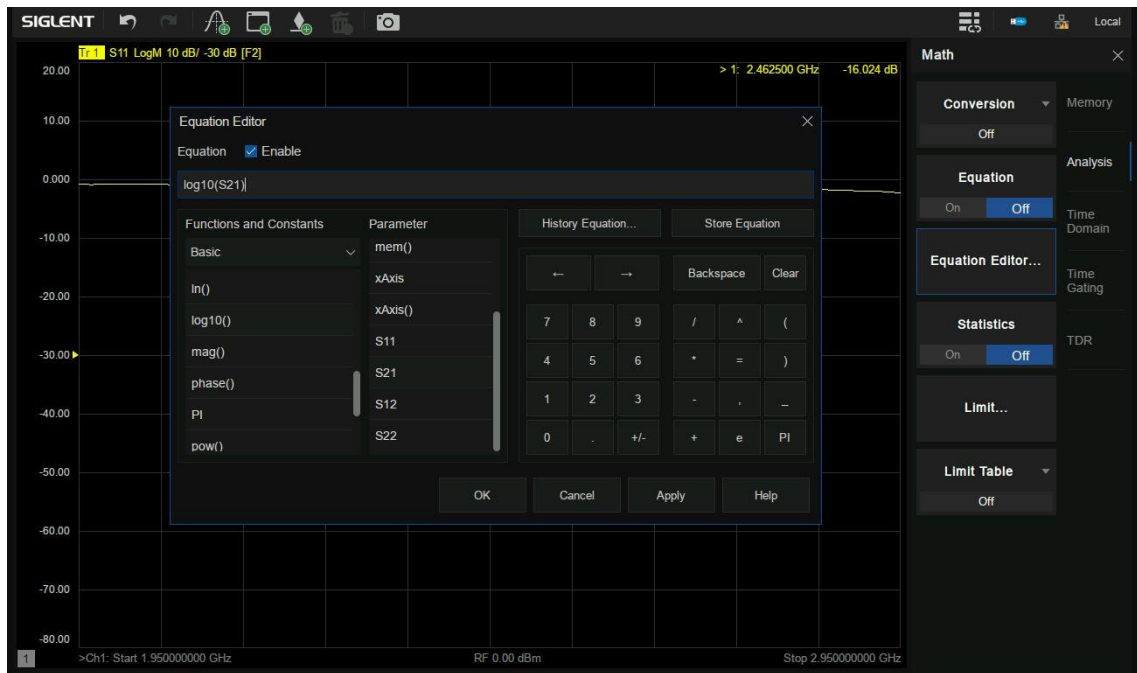 SIGLENT
Local
Tr 1 S11 LogM 10 dB/ -30 dB [F2]
> 1: 2.462500 GHz -16.024 dB
20.00
10.00
0.000
-10.00
-20.00
-30.00
-40.00
-50.00
-60.00
-70.00
-80.00
Equation Editor
Equation Enable
log10(S21)
Functions and Constants
Basic
ln()
log10()
mag()
phase()
PI
pow()
Parameter
mem()
xAxis
xAxis()
S11
S21
S12
S22
History Equation... Store Equation
← → Backspace Clear
7 8 9 / ^ (
4 5 6 * = )
1 2 3 - , _
0 . +/- + e PI
OK Cancel Apply Help
1 >Ch1: Start 1.950000000 GHz RF 0.00 dBm Stop 2.950000000 GHz
Math
Conversion
Off
Equation
On Off
Equation Editor...
Statistics
On Off
Limit...
Limit Table
Off
Memory
Analysis
Time
Domain
Time
Gating
TDR